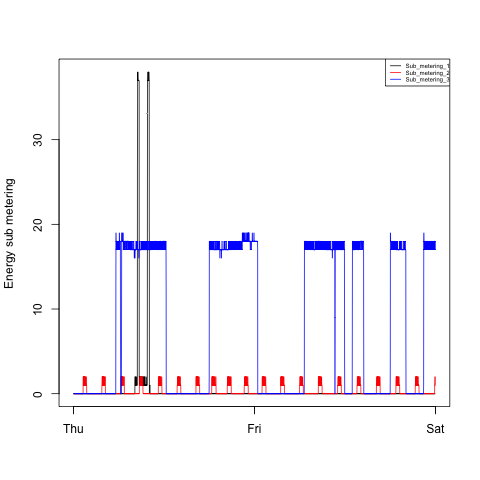 Sub_metering_1
Sub_metering_2
Sub_metering_3
Energy sub metering
30
20
10
0
Thu Fri Sat